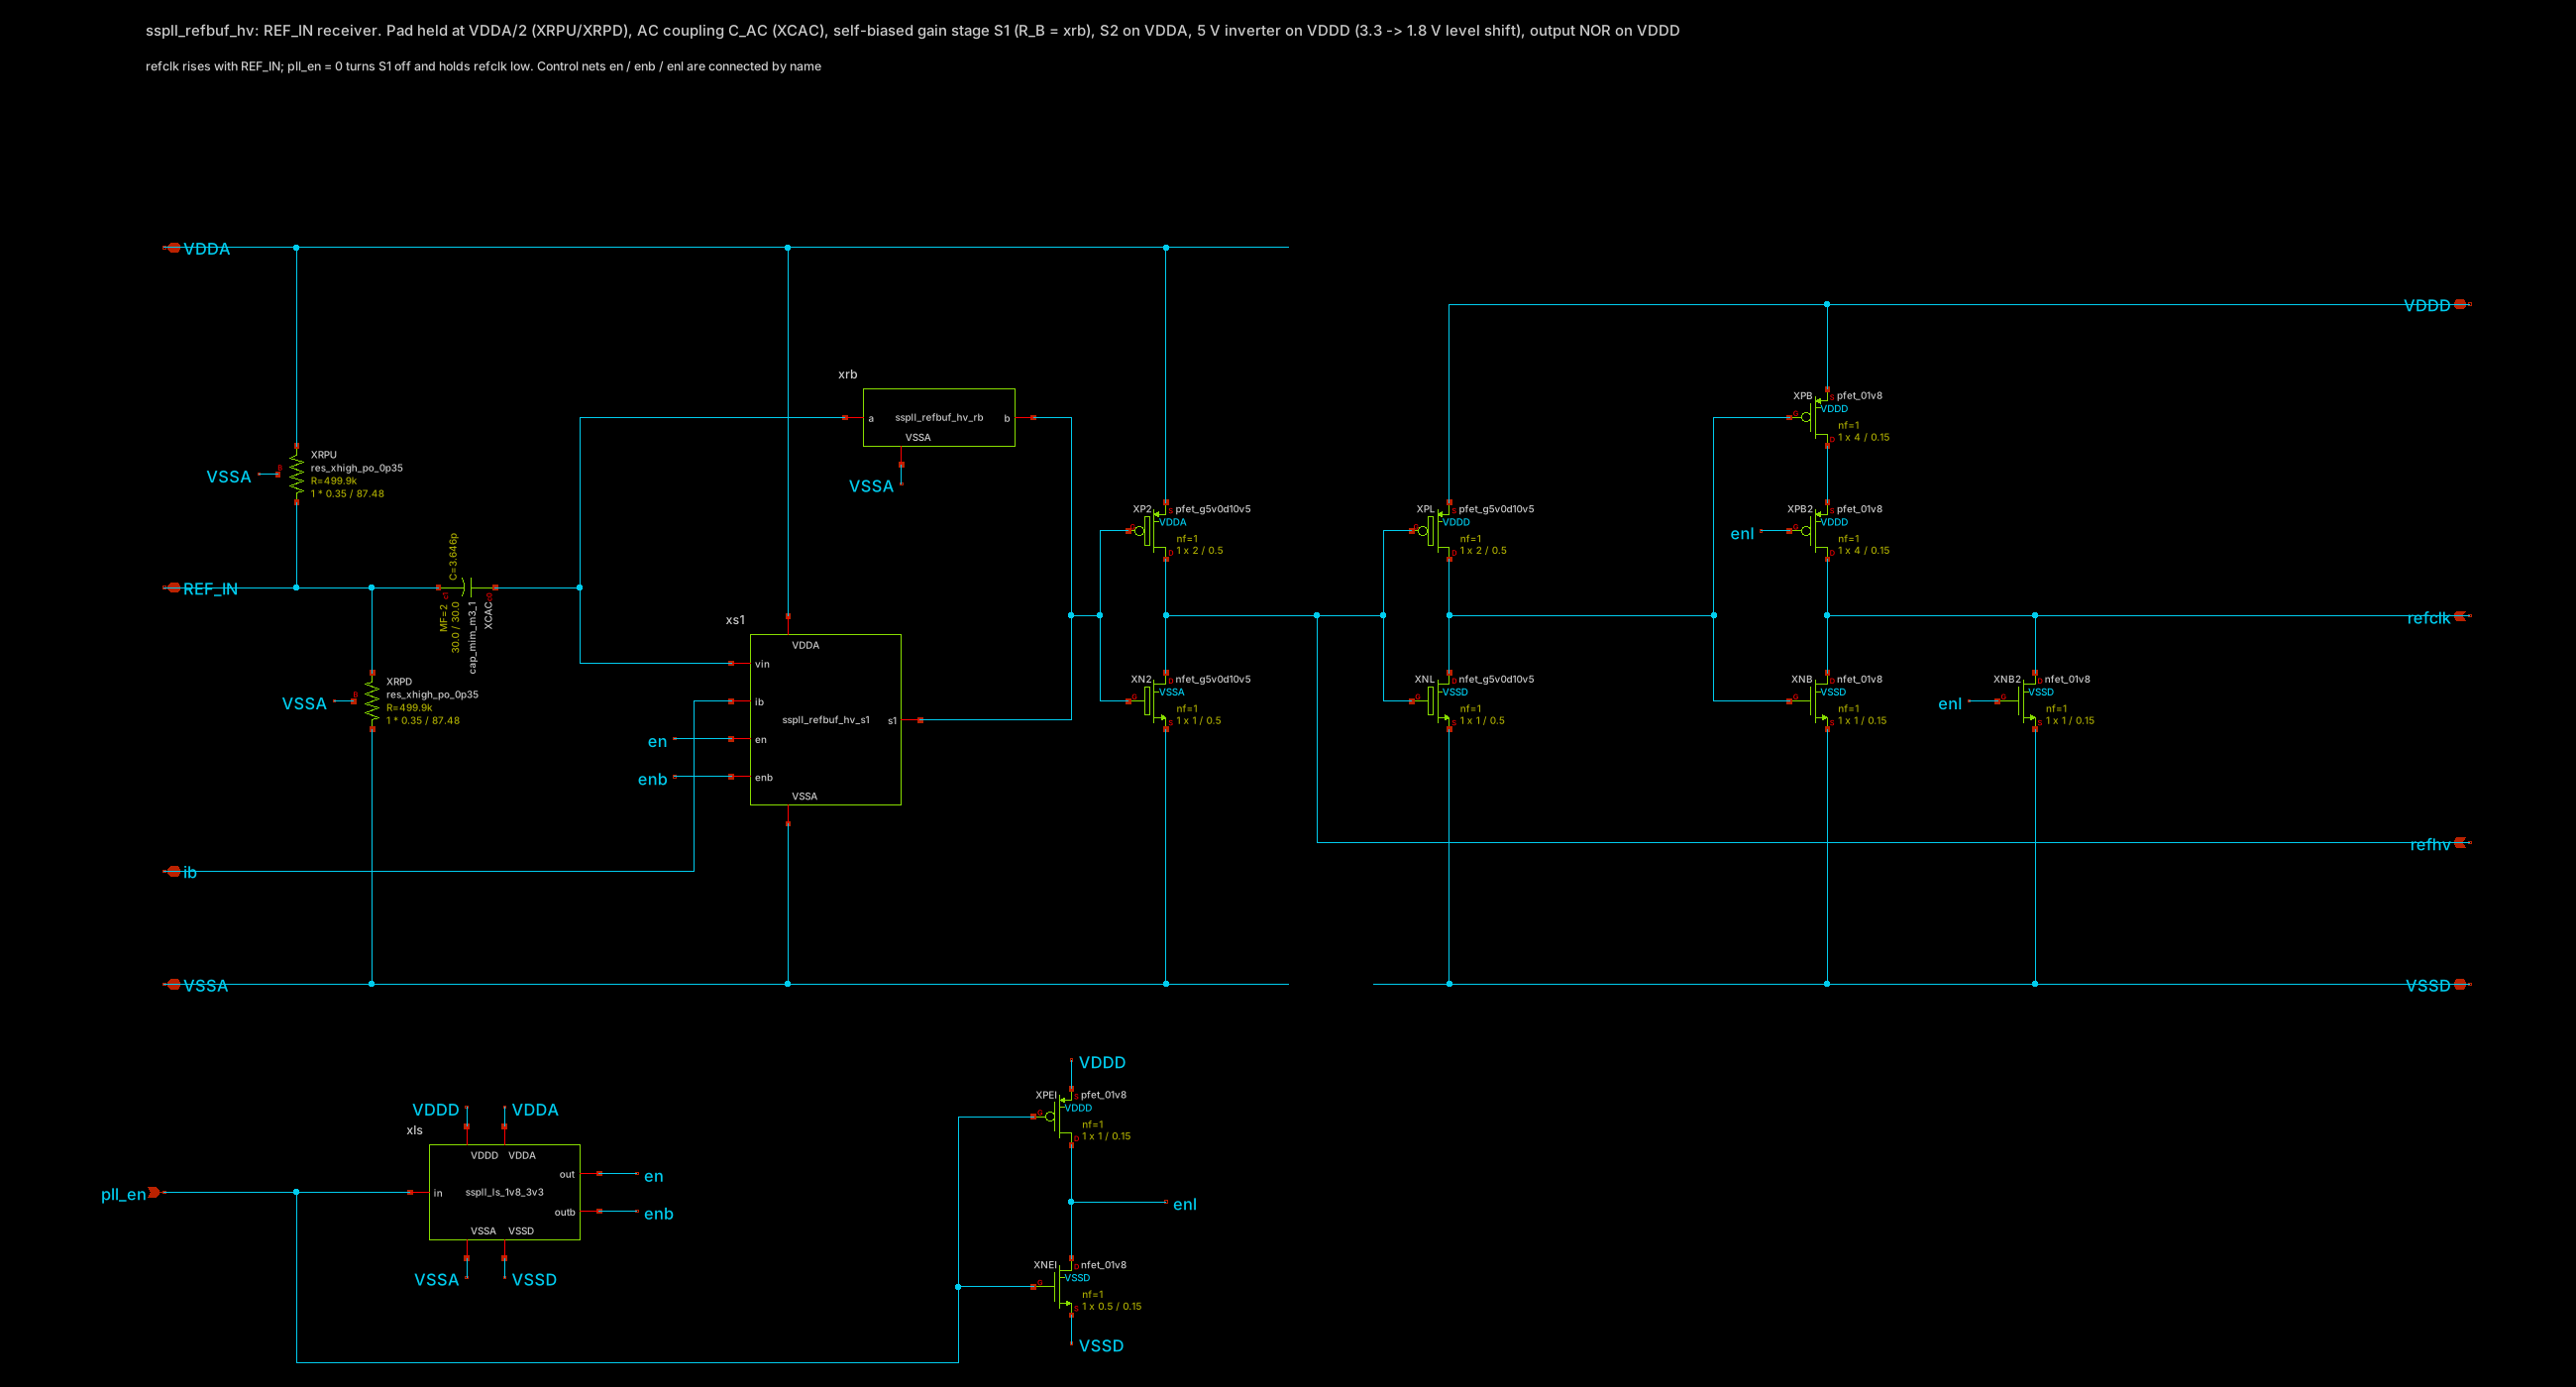 sspll_refbuf_hv: REF_IN receiver. Pad held at VDDA/2 (XRPU/XRPD), AC coupling C_AC (XCAC), self-biased gain stage S1 (R_B = xrb), S2 on VDDA, 5 V inverter on VDDD (3.3 -> 1.8 V level shift), output NOR on VDDD
refclk rises with REF_IN; pll_en = 0 turns S1 off and holds refclk low. Control nets en / enb / enl are connected by name
VDDA
VDDD
xrb
a
sspll_refbuf_hv_rb
b
VSSA
VSSA
XPB
S
pfet_01v8
VDDD
G
nf=1
D
1 x 4 / 0.15
XRPU
res_xhigh_po_0p35
R=499.9k
1 * 0.35 / 87.48
B
VSSA
XP2
S
pfet_g5v0d10v5
VDDA
G
nf=1
D
1 x 2 / 0.5
XPL
S
pfet_g5v0d10v5
VDDD
G
nf=1
D
1 x 2 / 0.5
XPB2
S
pfet_01v8
VDDD
G
enl
nf=1
D
1 x 4 / 0.15
REF_IN
C=3.646p
c1
c0
MF=2
30.0 / 30.0
cap_mim_m3_1
XCAC
refclk
xs1
VDDA
vin
ib
en
enb
sspll_refbuf_hv_s1
s1
VSSA
en
enb
XRPD
res_xhigh_po_0p35
R=499.9k
1 * 0.35 / 87.48
B
VSSA
XN2
D
nfet_g5v0d10v5
VSSA
G
nf=1
S
1 x 1 / 0.5
XNL
D
nfet_g5v0d10v5
VSSD
G
nf=1
S
1 x 1 / 0.5
XNB
D
nfet_01v8
VSSD
G
nf=1
S
1 x 1 / 0.15
XNB2
D
nfet_01v8
VSSD
G
enl
nf=1
S
1 x 1 / 0.15
refhv
ib
VSSA
VSSD
VDDD
VDDA
xls
VDDD
VDDA
out
in
sspll_ls_1v8_3v3
outb
VSSA
VSSD
en
enb
VSSA
VSSD
pll_en
VDDD
XPEI
S
pfet_01v8
VDDD
G
nf=1
D
1 x 1 / 0.15
enl
XNEI
D
nfet_01v8
VSSD
G
nf=1
S
1 x 0.5 / 0.15
VSSD